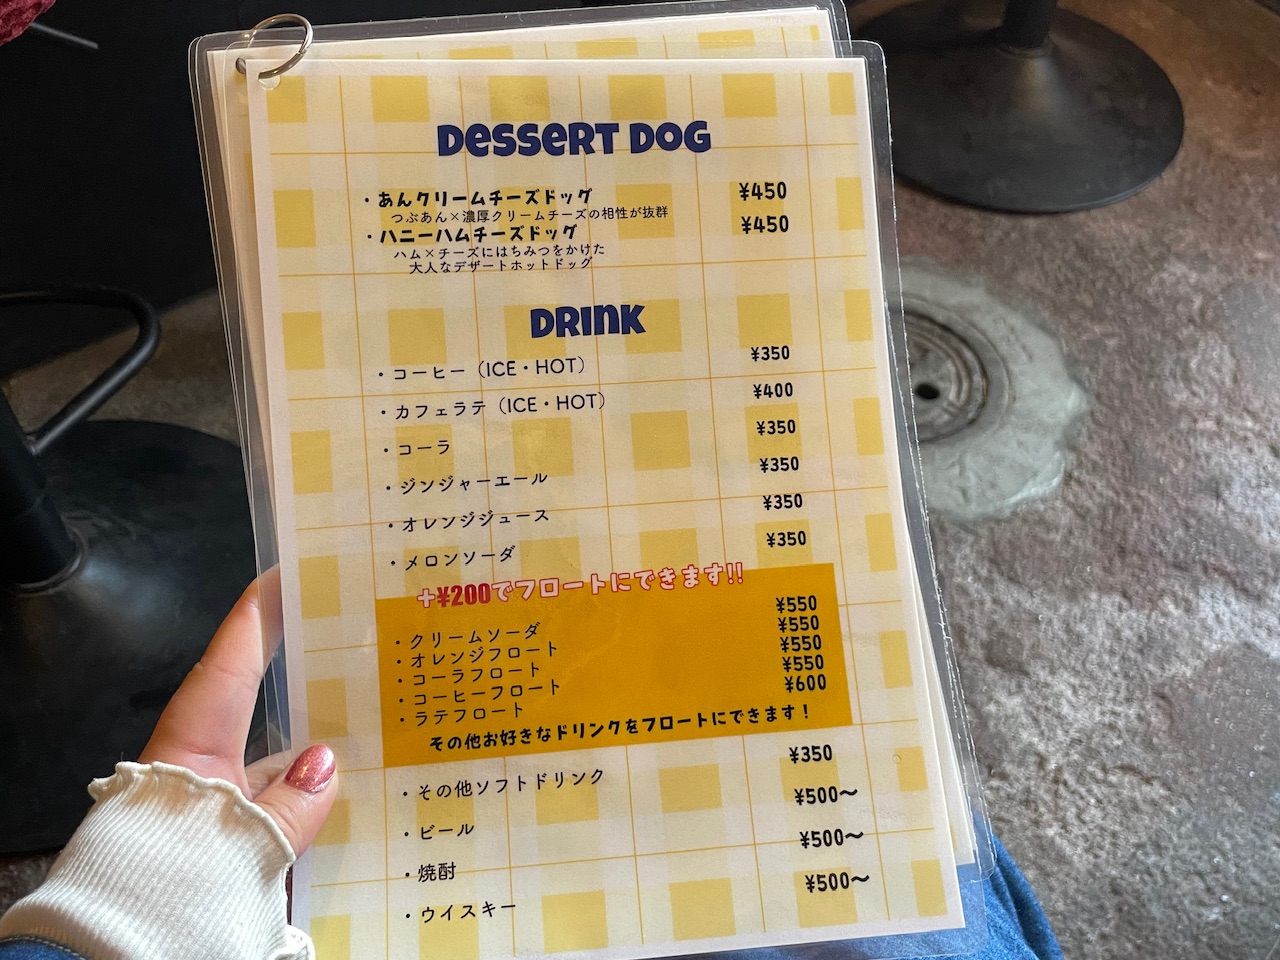 DESSERT DOG
・あんクリームチーズドッグ ¥450
つぶあん×濃厚クリームチーズの相性が抜群
・ハニーハムチーズドッグ ¥450
ハム×チーズにはちみつをかけた
大人なデザートホットドッグ
DRINK
・コーヒー（ICE・HOT） ¥350
・カフェラテ（ICE・HOT） ¥400
・コーラ ¥350
・ジンジャーエール ¥350
・オレンジジュース ¥350
・メロンソーダ ¥350
+¥200でフロートにできます!!
・クリームソーダ ¥550
・オレンジフロート ¥550
・コーラフロート ¥550
・コーヒーフロート ¥550
・ラテフロート ¥600
その他お好きなドリンクをフロートにできます！
・その他ソフトドリンク ¥350
・ビール ¥500〜
・焼酎 ¥500〜
・ウイスキー ¥500〜